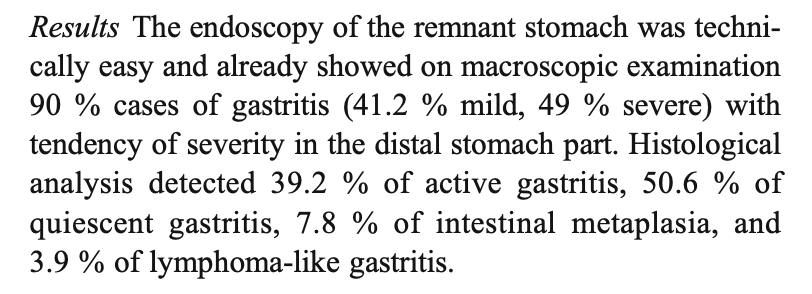 Results The endoscopy of the remnant stomach was techni-
cally easy and already showed on macroscopic examination
90 % cases of gastritis (41.2 % mild, 49 % severe) with
tendency of severity in the distal stomach part. Histological
analysis detected 39.2 % of active gastritis, 50.6 % of
quiescent gastritis, 7.8 % of intestinal metaplasia, and
3.9 % of lymphoma-like gastritis.